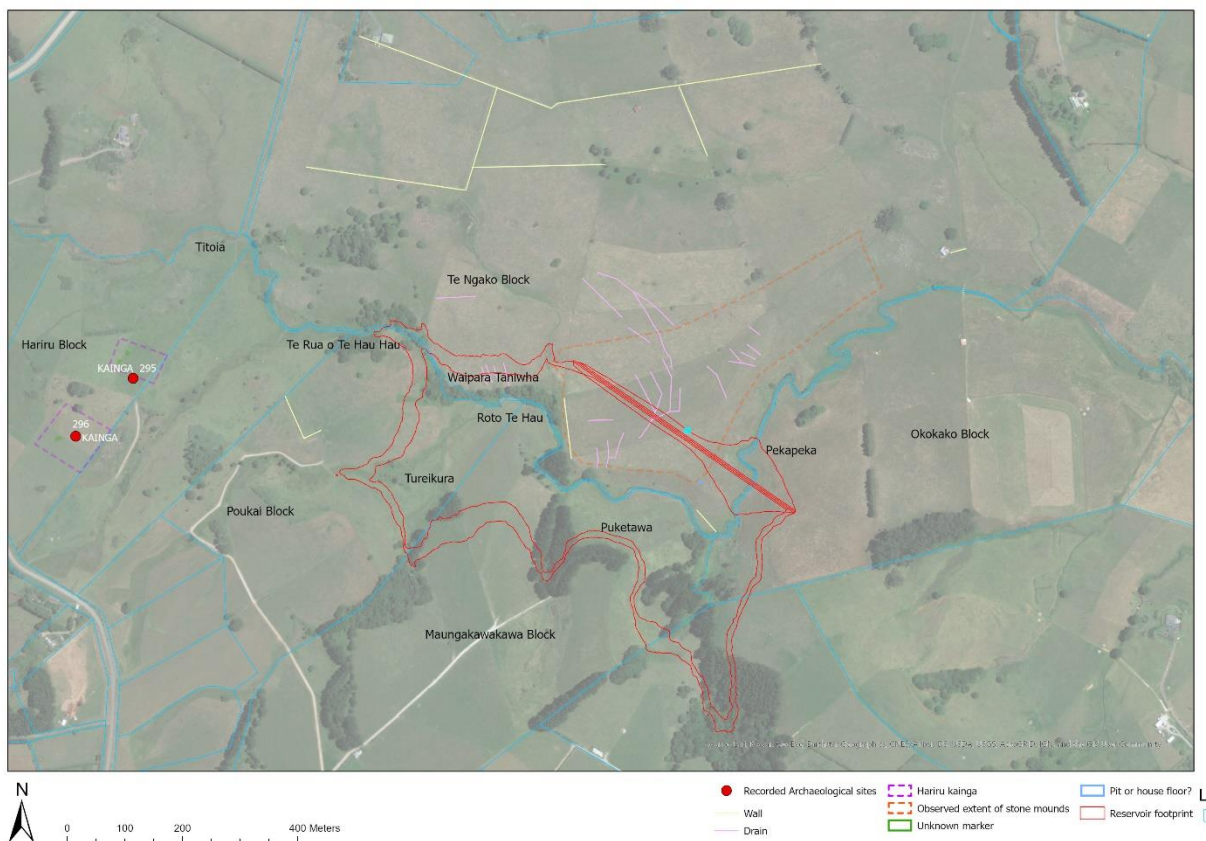 Titoia
Te Ngako Block
Hariru Block
Te Rua o Te Hau Hau
KAINGA 295
Waipara Taniwha
296
KAINGA
Roto Te Hau
Okokako Block
Pekapeka
Tureikura
Poukai Block
Puketawa
Maungakawakawa Block
Community
N
0 100 200 400 Meters
Recorded Archaeological sites
Wall
Drain
Hariru kainga
Observed extent of stone mounds
Unknown marker
Pit or house floor?
Reservoir footprint
L